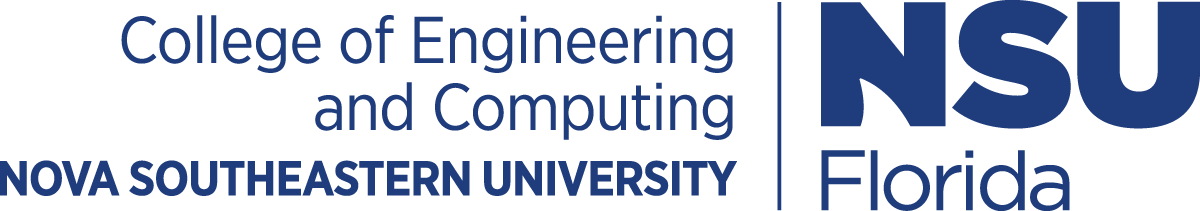 College of Engineering
and Computing
NOVA SOUTHEASTERN UNIVERSITY
NSU
Florida